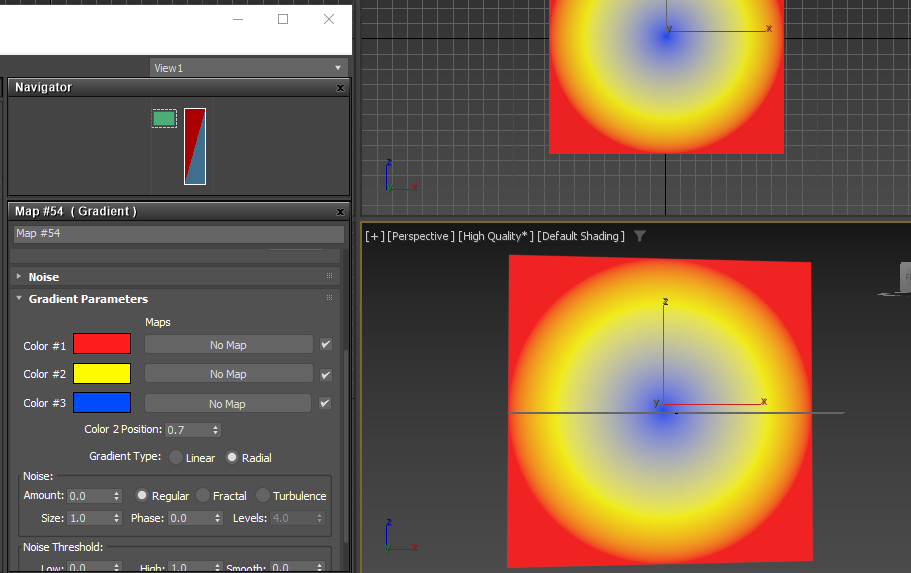 View1
Navigator x
x
z
x
y
z
x
Map #54 ( Gradient ) x
Map #54
[+] [Perspective] [High Quality*] [Default Shading]
Noise
Gradient Parameters
Maps
Color #1 No Map
Color #2 No Map
Color #3 No Map
Color 2 Position: 0.7
Gradient Type: Linear Radial
Noise:
Amount: 0.0 Regular Fractal Turbulence
Size: 1.0 Phase: 0.0 Levels: 4.0
Noise Threshold:
Low: 0.0 High: 1.0 Smooth: 0.0
y
x
z
x